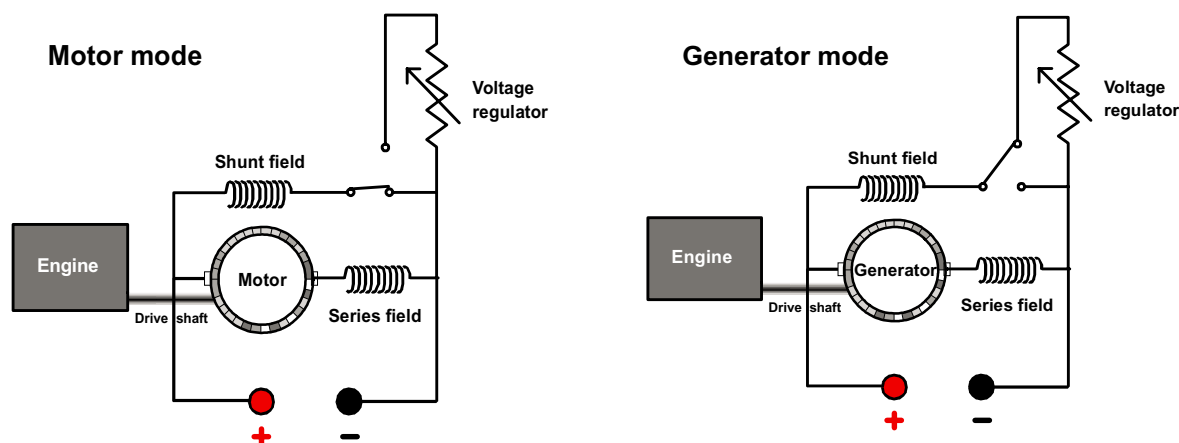 Motor mode
Voltage
regulator
Shunt field
Engine
Motor
Drive shaft
Series field
+
−
Generator mode
Voltage
regulator
Shunt field
Engine
Generator
Drive shaft
Series field
+
−